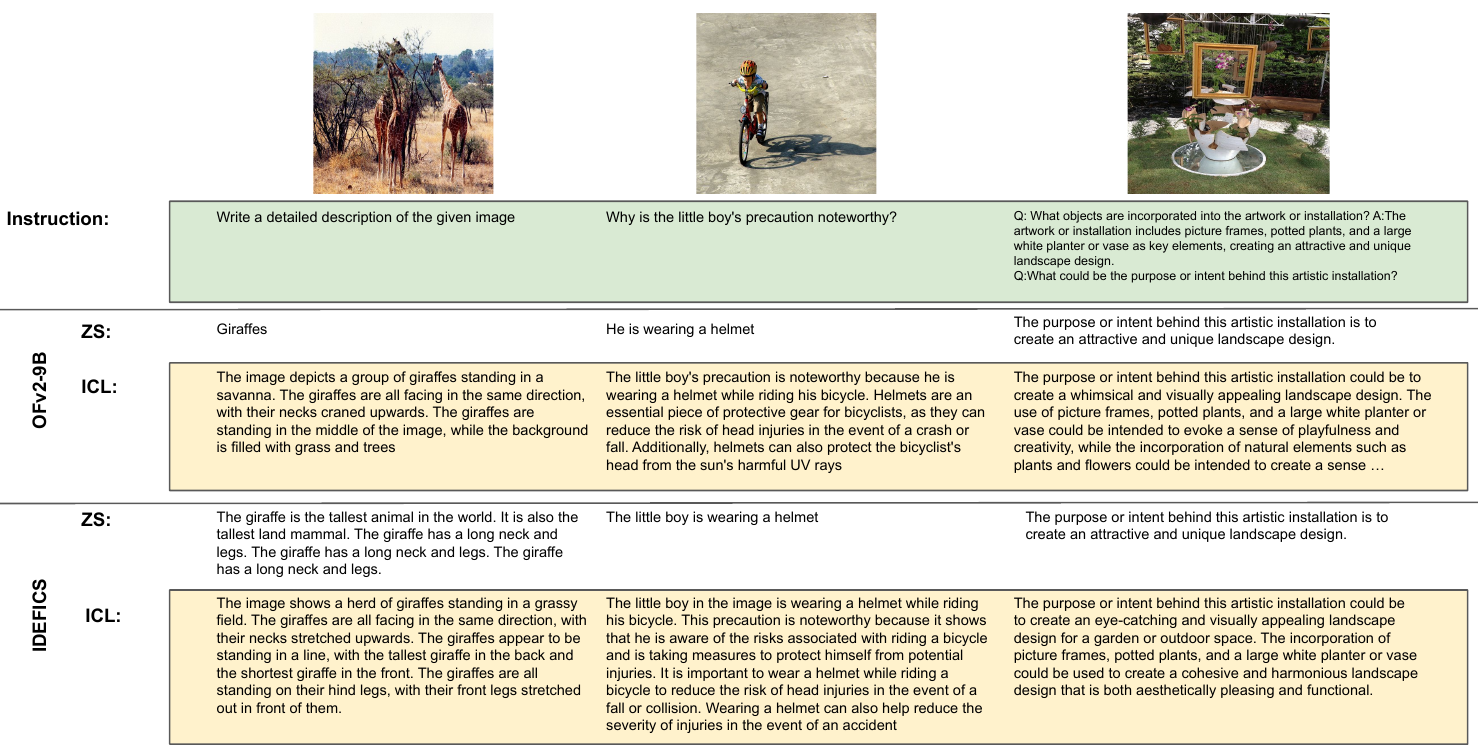 Instruction:
Write a detailed description of the given image
Why is the little boy's precaution noteworthy?
Q: What objects are incorporated into the artwork or installation? A:The
artwork or installation includes picture frames, potted plants, and a large
white planter or vase as key elements, creating an attractive and unique
landscape design.
Q:What could be the purpose or intent behind this artistic installation?
OFv2-9B
ZS:
Giraffes
He is wearing a helmet
The purpose or intent behind this artistic installation is to
create an attractive and unique landscape design.
ICL:
The image depicts a group of giraffes standing in a
savanna. The giraffes are all facing in the same direction,
with their necks craned upwards. The giraffes are
standing in the middle of the image, while the background
is filled with grass and trees
The little boy's precaution is noteworthy because he is
wearing a helmet while riding his bicycle. Helmets are an
essential piece of protective gear for bicyclists, as they can
reduce the risk of head injuries in the event of a crash or
fall. Additionally, helmets can also protect the bicyclist's
head from the sun's harmful UV rays
The purpose or intent behind this artistic installation could be to
create a whimsical and visually appealing landscape design. The
use of picture frames, potted plants, and a large white planter or
vase could be intended to evoke a sense of playfulness and
creativity, while the incorporation of natural elements such as
plants and flowers could be intended to create a sense …
IDEFICS
ZS:
The giraffe is the tallest animal in the world. It is also the
tallest land mammal. The giraffe has a long neck and
legs. The giraffe has a long neck and legs. The giraffe
has a long neck and legs.
The little boy is wearing a helmet
The purpose or intent behind this artistic installation is to
create an attractive and unique landscape design.
ICL:
The image shows a herd of giraffes standing in a grassy
field. The giraffes are all facing in the same direction, with
their necks stretched upwards. The giraffes appear to be
standing in a line, with the tallest giraffe in the back and
the shortest giraffe in the front. The giraffes are all
standing on their hind legs, with their front legs stretched
out in front of them.
The little boy in the image is wearing a helmet while riding
his bicycle. This precaution is noteworthy because it shows
that he is aware of the risks associated with riding a bicycle
and is taking measures to protect himself from potential
injuries. It is important to wear a helmet while riding a
bicycle to reduce the risk of head injuries in the event of a
fall or collision. Wearing a helmet can also help reduce the
severity of injuries in the event of an accident
The purpose or intent behind this artistic installation could be
to create an eye-catching and visually appealing landscape
design for a garden or outdoor space. The incorporation of
picture frames, potted plants, and a large white planter or vase
could be used to create a cohesive and harmonious landscape
design that is both aesthetically pleasing and functional.